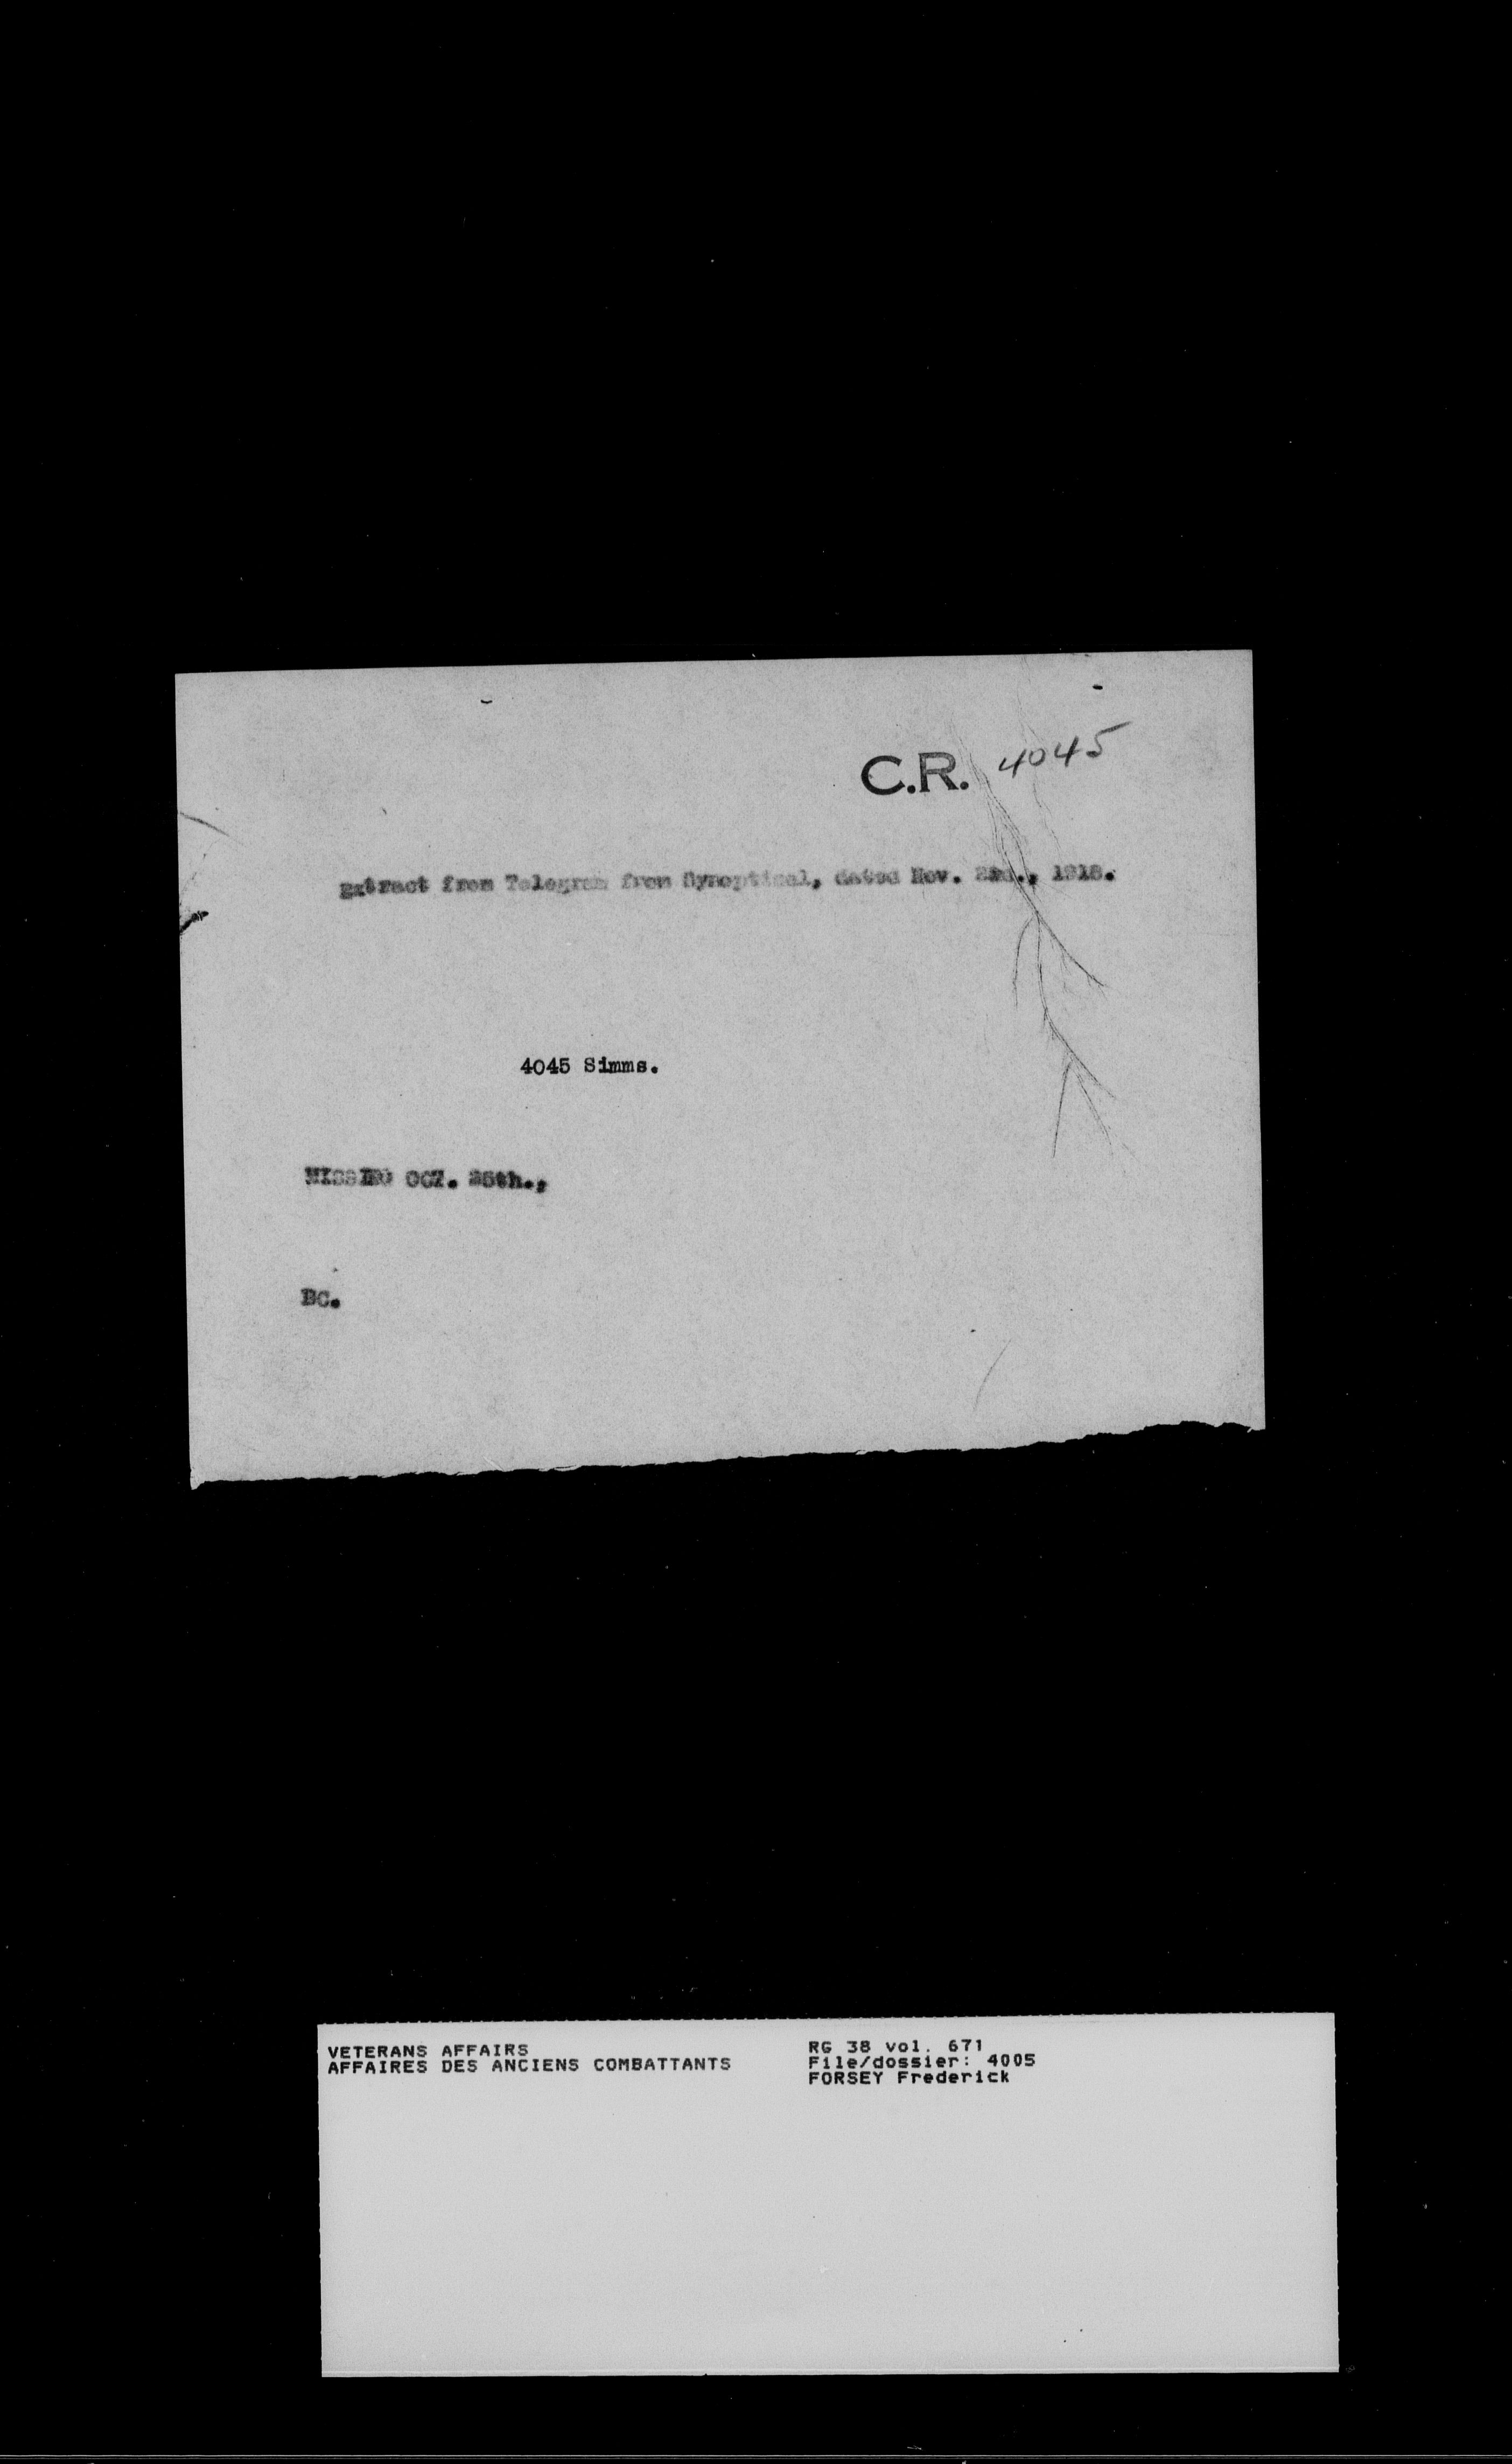 C.R. 4045
Extract from Telegram from Synoptical, dated Nov. 2nd., 1918.
4045 Simms.
MISSING OCT. 25th.,
BC.
VETERANS AFFAIRS
AFFAIRES DES ANCIENS COMBATTANTS
RG 38 vol. 671
File/dossier: 4005
FORSEY Frederick